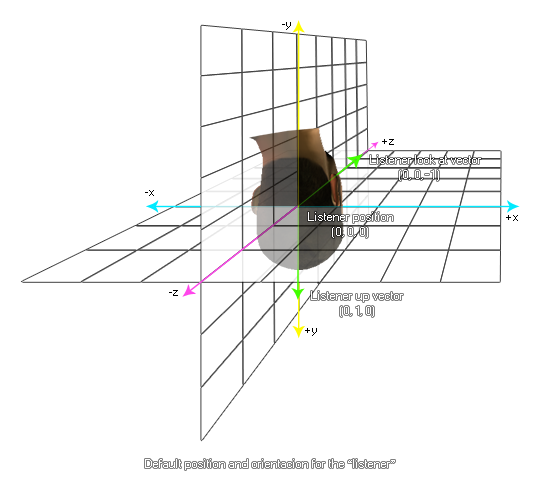 -y
+z
Listener look at vector
(0, 0,-1)
-x
Listener position
(0, 0, 0)
+x
-z
Listener up vector
(0, 1, 0)
+y
Default position and orientacion for the "listener"